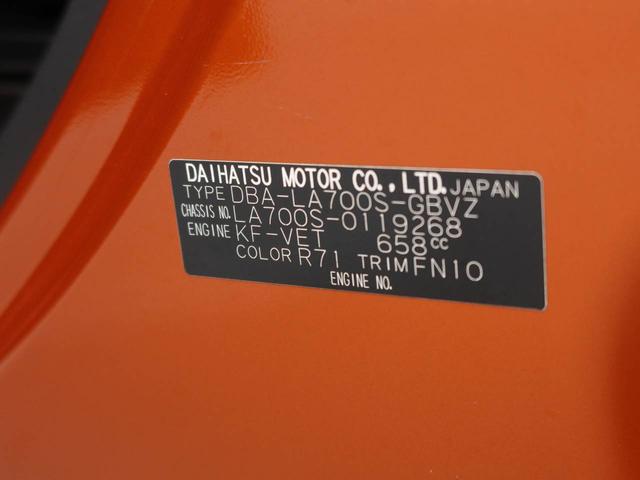 DAIHATSU MOTOR CO.,LTD. JAPAN
TYPE DBA-LA700S-GBVZ
CHASSIS NO. LA700S-0119268
ENGINE KF-VET 658cc
COLOR R71 TRIM FN10
ENGINE NO.